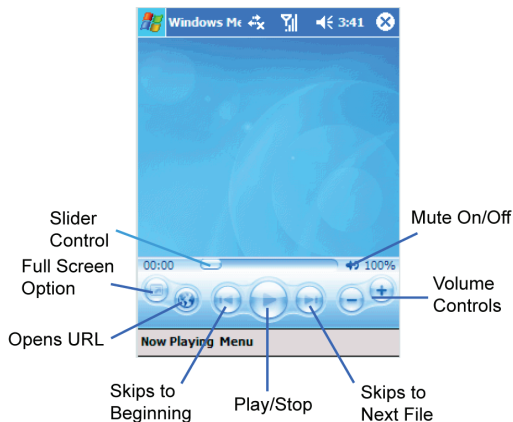 Windows Me 3:41
Slider
Control
Mute On/Off
00:00 100%
Full Screen
Option
Volume
Controls
Opens URL
Now Playing Menu
Skips to
Beginning
Play/Stop
Skips to
Next File